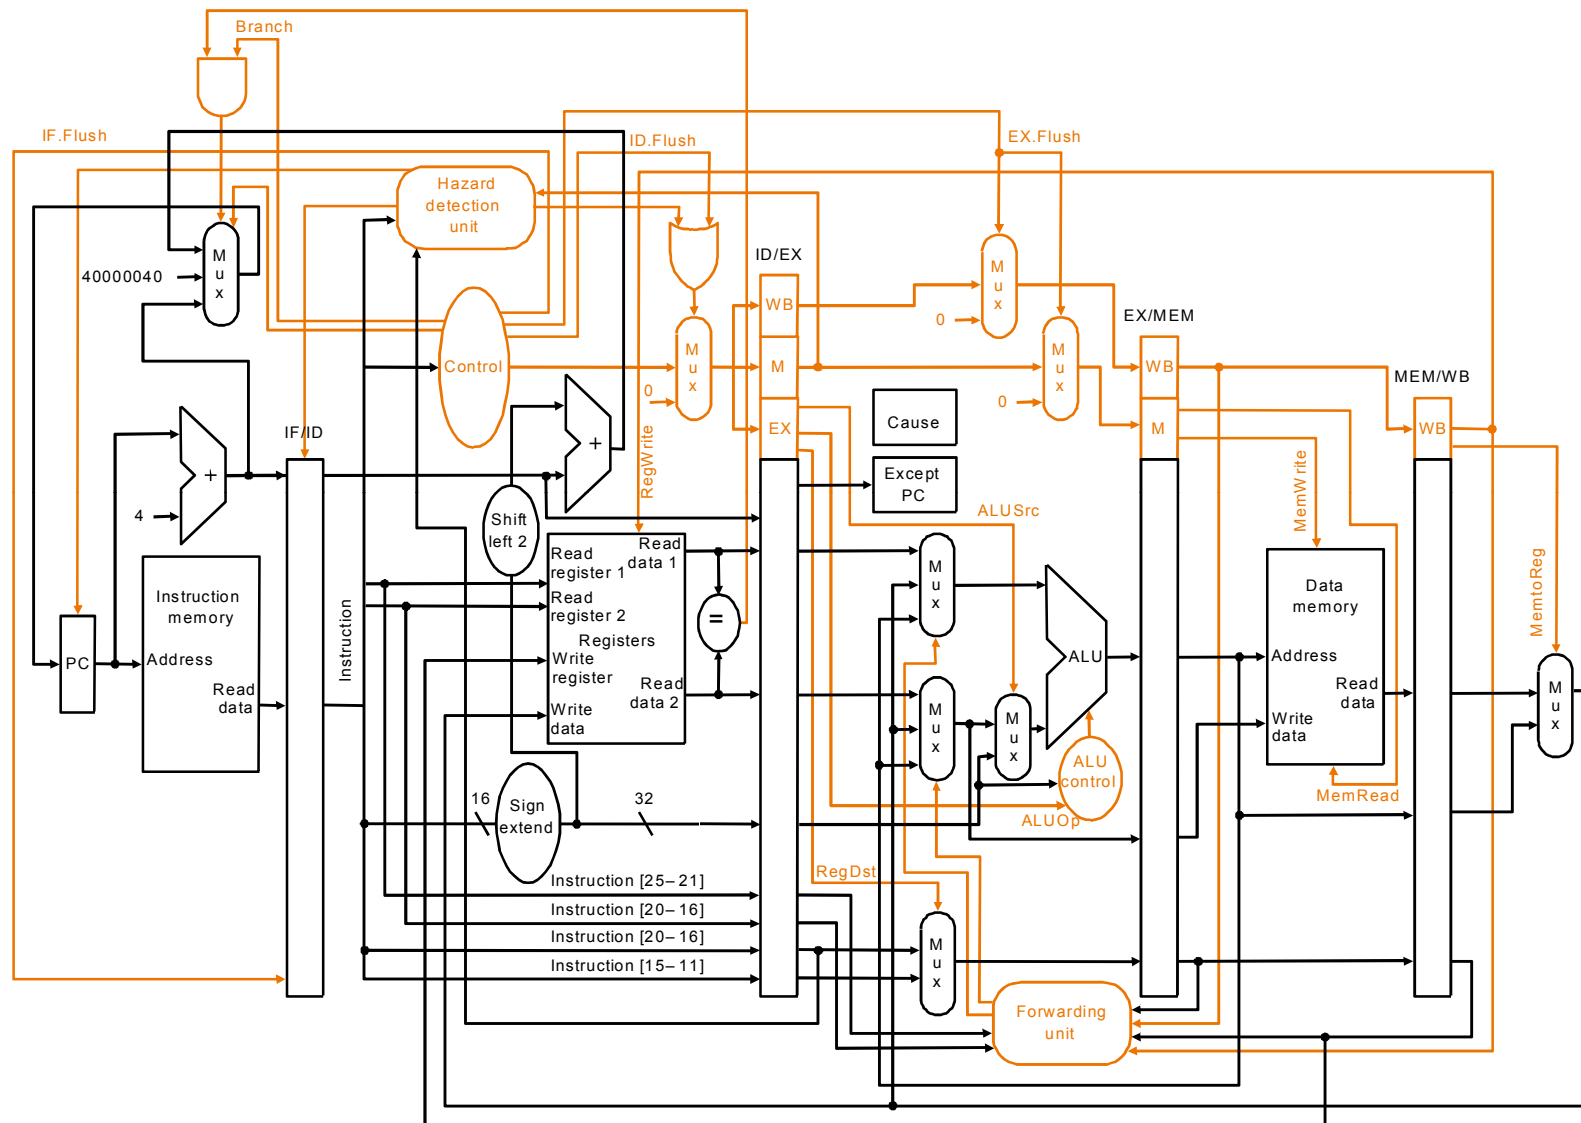 Branch
IF.Flush
ID.Flush
EX.Flush
Hazard
detection
unit
M
u
x
40000040
ID/EX
WB
M
EX
M
u
x
0
M
u
x
0
M
u
x
0
EX/MEM
WB
M
MEM/WB
WB
Control
Cause
Except
PC
IF/ID
+
4
+
Shift
left 2
RegWrite
ALUSrc
MemWrite
MemtoReg
Instruction
memory
Address
Read
data
PC
Instruction
Read
register 1
Read
register 2
Registers
Write
register
Write
data
Read
data 1
Read
data 2
=
M
u
x
M
u
x
M
u
x
ALU
ALU
control
ALUOp
Data
memory
Address
Read
data
Write
data
MemRead
M
u
x
16
Sign
extend
32
RegDst
Instruction [25–21]
Instruction [20–16]
Instruction [20–16]
Instruction [15–11]
M
u
x
Forwarding
unit